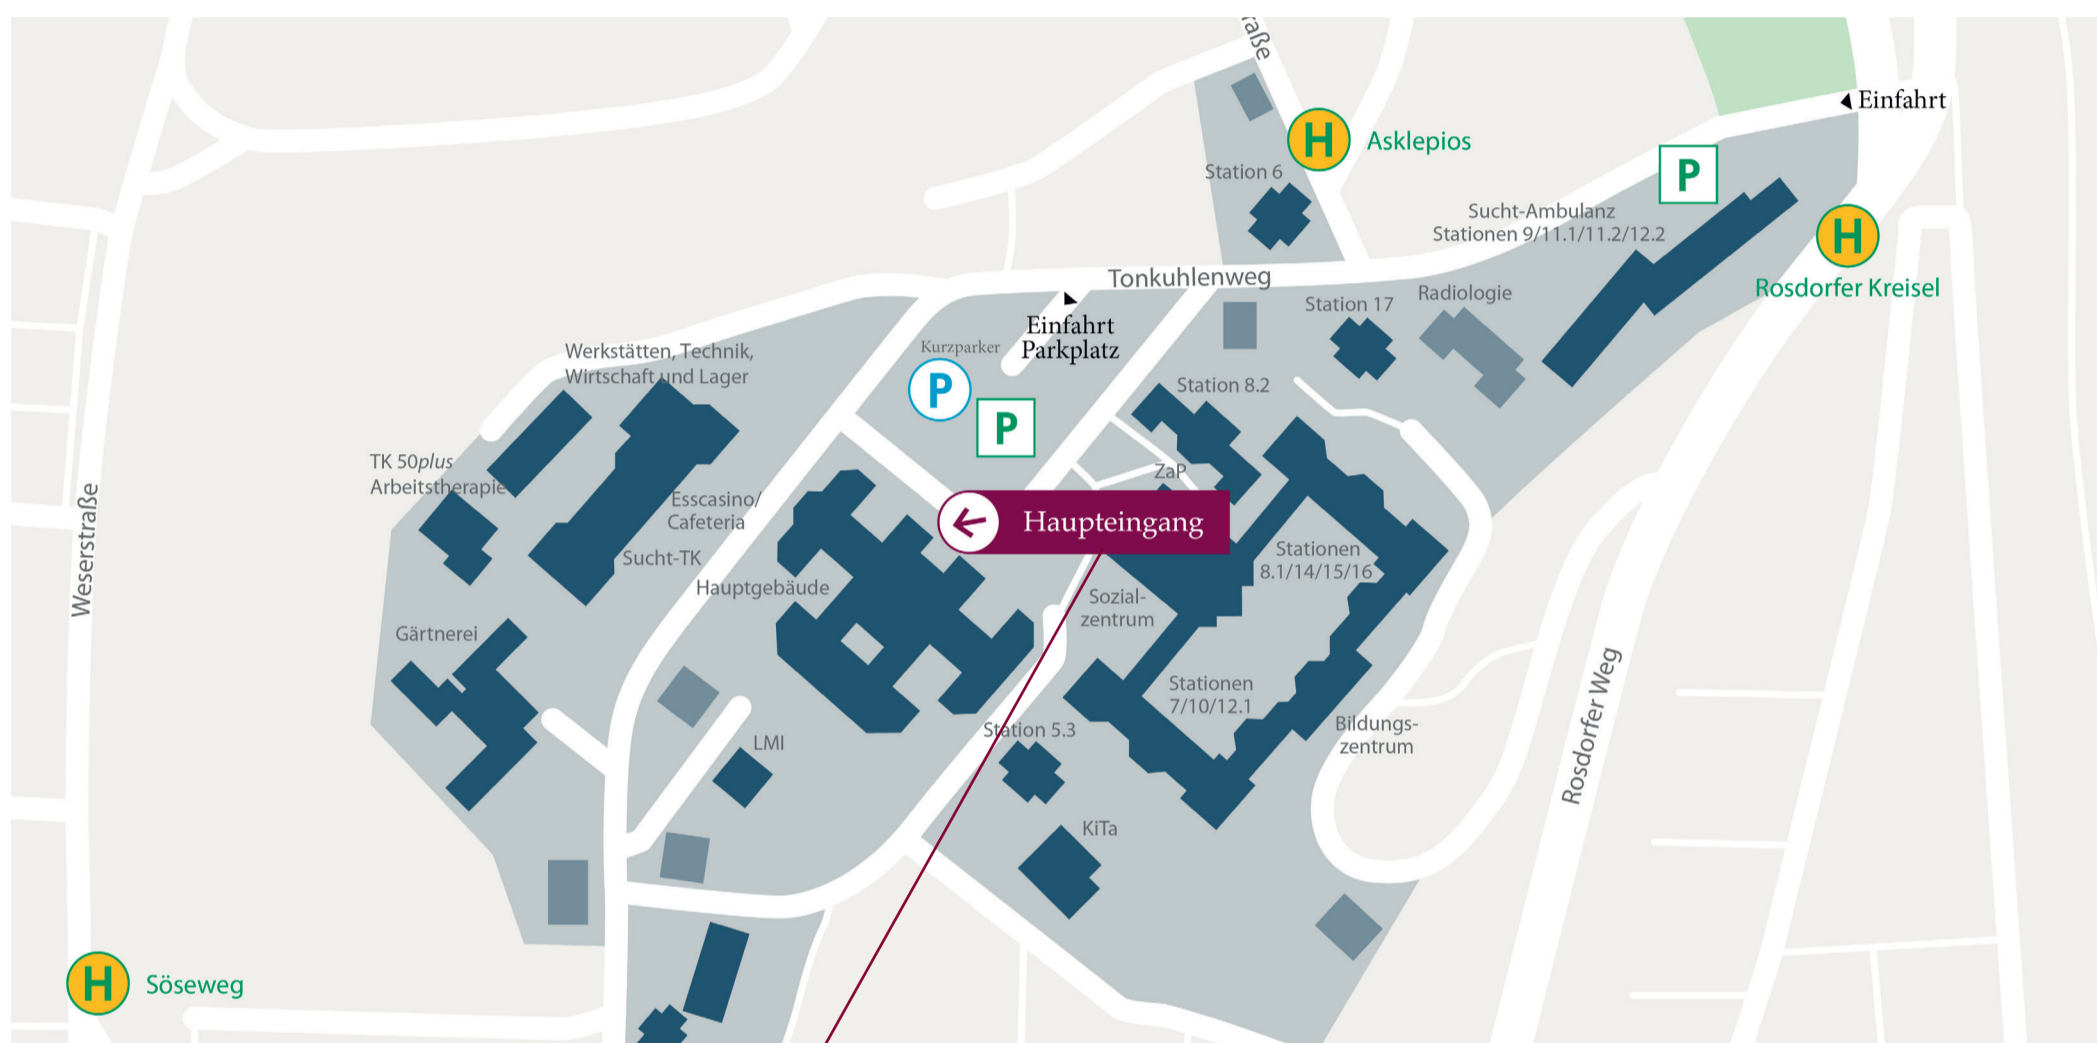 raße
Einfahrt
H
Asklepios
P
Station 6
Sucht-Ambulanz
Stationen 9/11.1/11.2/12.2
H
Rosdorfer Kreisel
Tonkuhlenweg
Station 17
Radiologie
Einfahrt
Parkplatz
Kurzparker
P
P
Werkstätten, Technik,
Wirtschaft und Lager
Station 8.2
TK 50plus
Arbeitstherapie
ZaP
Esscasino/
Cafeteria
Haupteingang
Sucht-TK
Stationen
8.1/14/15/16
Weserstraße
Hauptgebäude
Sozial-
zentrum
Gärtnerei
Stationen
7/10/12.1
Rosdorfer Weg
Station 5.3
Bildungs-
zentrum
LMI
KiTa
H
Söseweg